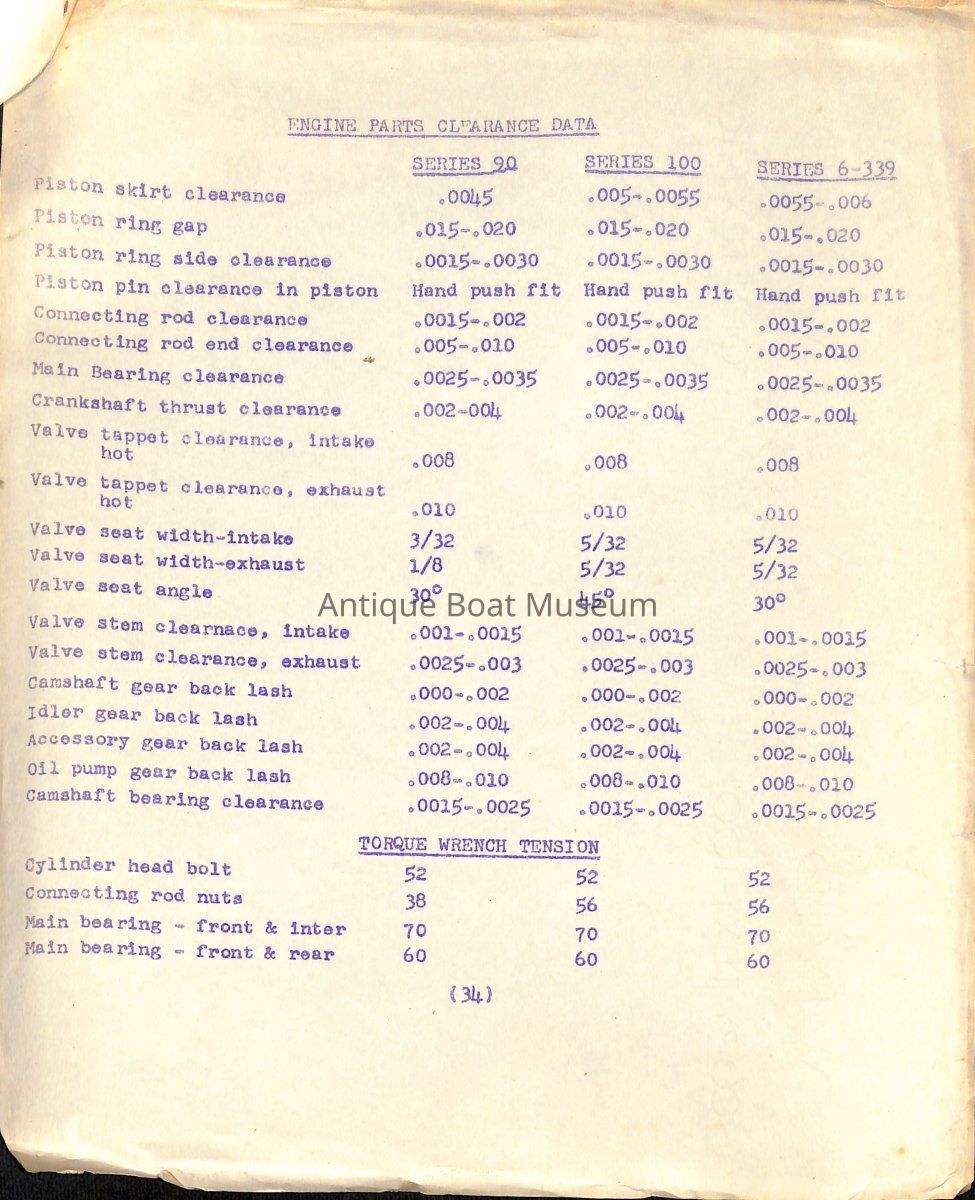 ENGINE PARTS CLEARANCE DATA
SERIES 90 SERIES 100 SERIES 6-339
Piston skirt clearance .0045 .005-.0055 .0055-.006
Piston ring gap .015-.020 .015-.020 .015-.020
Piston ring side clearance .0015-.0030 .0015-.0030 .0015-.0030
Piston pin clearance in piston Hand push fit Hand push fit Hand push fit
Connecting rod clearance .0015-.002 .0015-.002 .0015-.002
Connecting rod end clearance .005-.010 .005-.010 .005-.010
Main Bearing clearance .0025-.0035 .0025-.0035 .0025-.0035
Crankshaft thrust clearance .002-004 .002-.004 .002-.004
Valve tappet clearance, intake
hot .008 .008 .008
Valve tappet clearance, exhaust
hot .010 .010 .010
Valve seat width-intake 3/32 5/32 5/32
Valve seat width-exhaust 1/8 5/32 5/32
Valve seat angle 30° 45° 30°
Antique Boat Museum
Valve stem clearnace, intake .001-.0015 .001-.0015 .001-.0015
Valve stem clearance, exhaust .0025-.003 .0025-.003 .0025-.003
Camshaft gear back lash .000-.002 .000-.002 .000-.002
Idler gear back lash .002-.004 .002-.004 .002-.004
Accessory gear back lash .002-.004 .002-.004 .002-.004
Oil pump gear back lash .008-.010 .008-.010 .008-.010
Camshaft bearing clearance .0015-.0025 .0015-.0025 .0015-.0025
TORQUE WRENCH TENSION
Cylinder head bolt 52 52 52
Connecting rod nuts 38 56 56
Main bearing - front & inter 70 70 70
Main bearing - front & rear 60 60 60
(34)